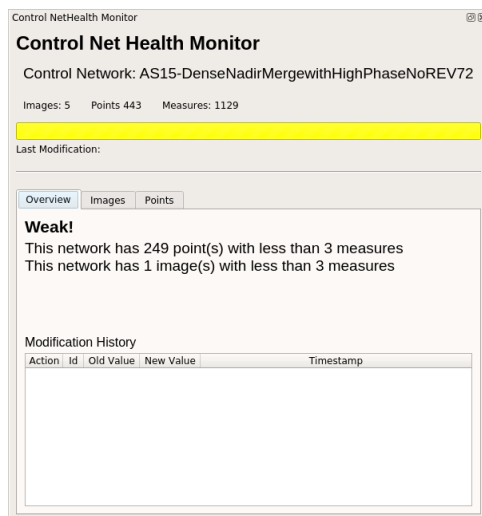 Control NetHealth Monitor
Control Net Health Monitor
Control Network: AS15-DenseNadirMergewithHighPhaseNoREV72
Images: 5 Points 443 Measures: 1129
Last Modification:
Overview Images Points
Weak!
This network has 249 point(s) with less than 3 measures
This network has 1 image(s) with less than 3 measures
Modification History
Action Id Old Value New Value Timestamp